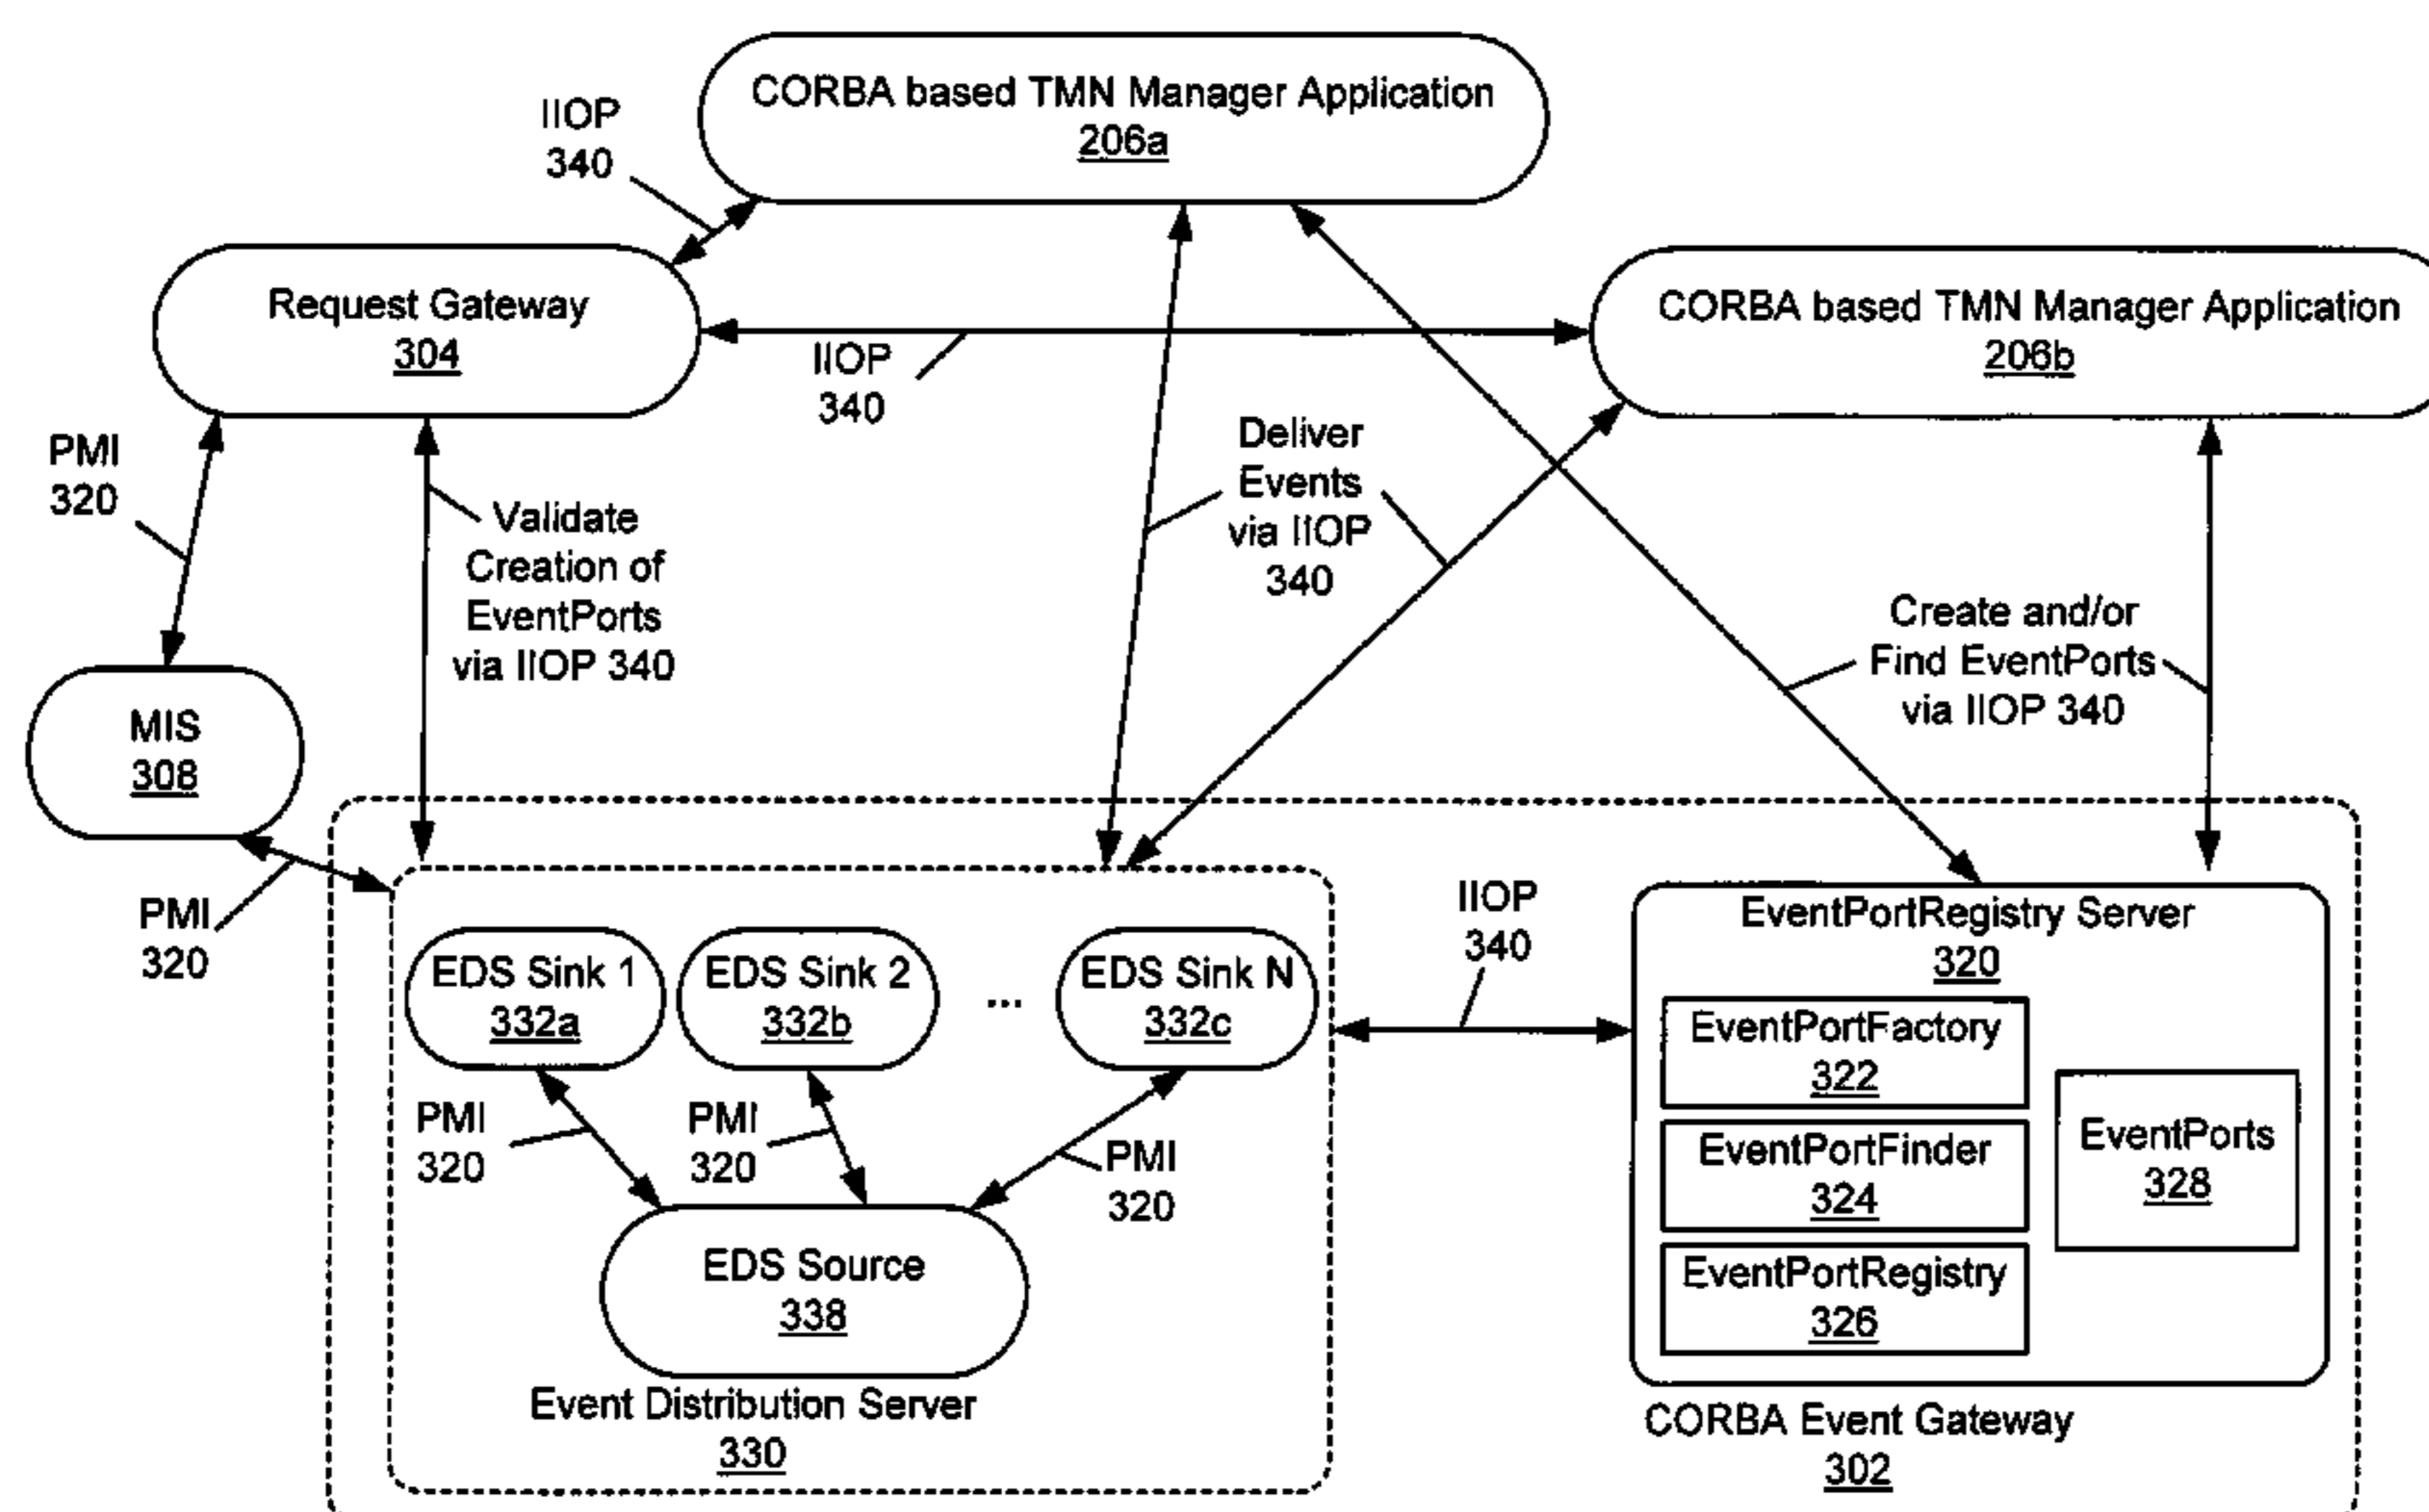 CORBA based TMN Manager Application
206a
IIOP
340
Request Gateway
304
CORBA based TMN Manager Application
206b
IIOP
340
PMI
320
Validate
Creation of
EventPorts
via IIOP 340
Deliver
Events
via IIOP
340
Create and/or
Find EventPorts
via IIOP 340
MIS
308
PMI
320
EDS Sink 1
332a
EDS Sink 2
332b
...
EDS Sink N
332c
IIOP
340
EventPortRegistry Server
320
EventPortFactory
322
EventPortFinder
324
EventPortRegistry
326
EventPorts
328
PMI
320
PMI
320
PMI
320
EDS Source
338
Event Distribution Server
330
CORBA Event Gateway
302